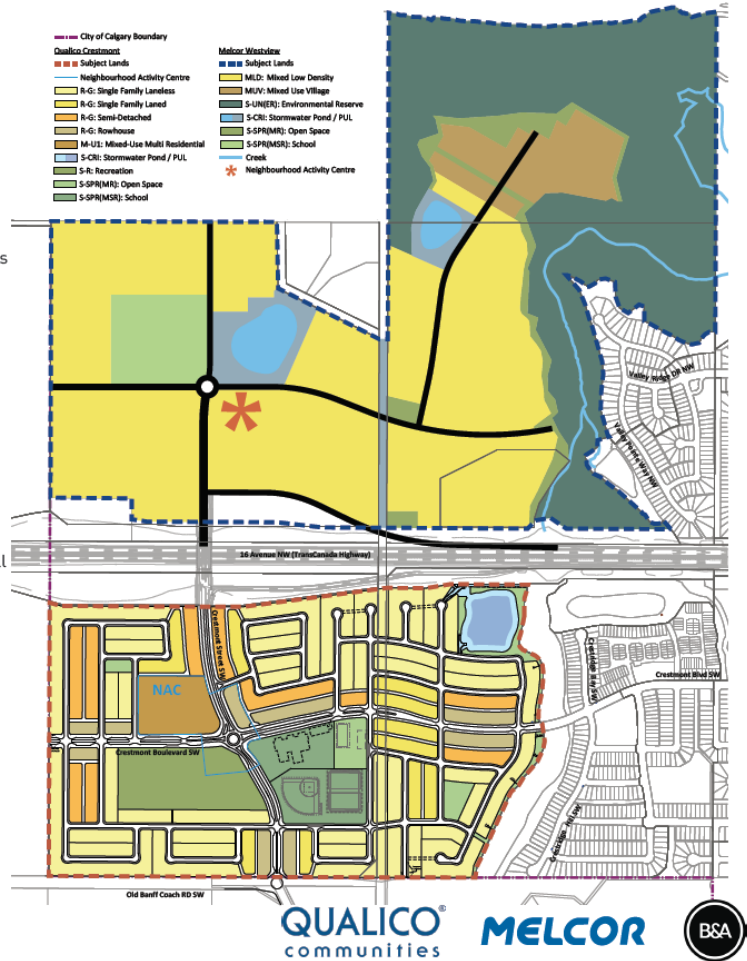 City of Calgary Boundary
Qualico Crestmont
Subject Lands
Neighbourhood Activity Centre
R-G: Single Family Laneless
R-G: Single Family Laned
R-G: Semi-Detached
R-G: Rowhouse
M-U1: Mixed-Use Multi Residential
S-CRI: Stormwater Pond / PUL
S-R: Recreation
S-SPR(MR): Open Space
S-SPR(MSR): School
Melcor Westview
Subject Lands
MLD: Mixed Low Density
MUV: Mixed Use Village
S-UN(ER): Environmental Reserve
S-CRI: Stormwater Pond / PUL
S-SPR(MR): Open Space
S-SPR(MSR): School
Creek
Neighbourhood Activity Centre
s
Valley Ridge DR NW
Valley Pointe Way NW
16 Avenue NW (TransCanada Highway)
Crestmont Street SW
Crestmont Blvd SW
NAC
Crestmont Boulevard SW
Old Banff Coach RD SW
QUALICO®
communities
MELCOR
B&A